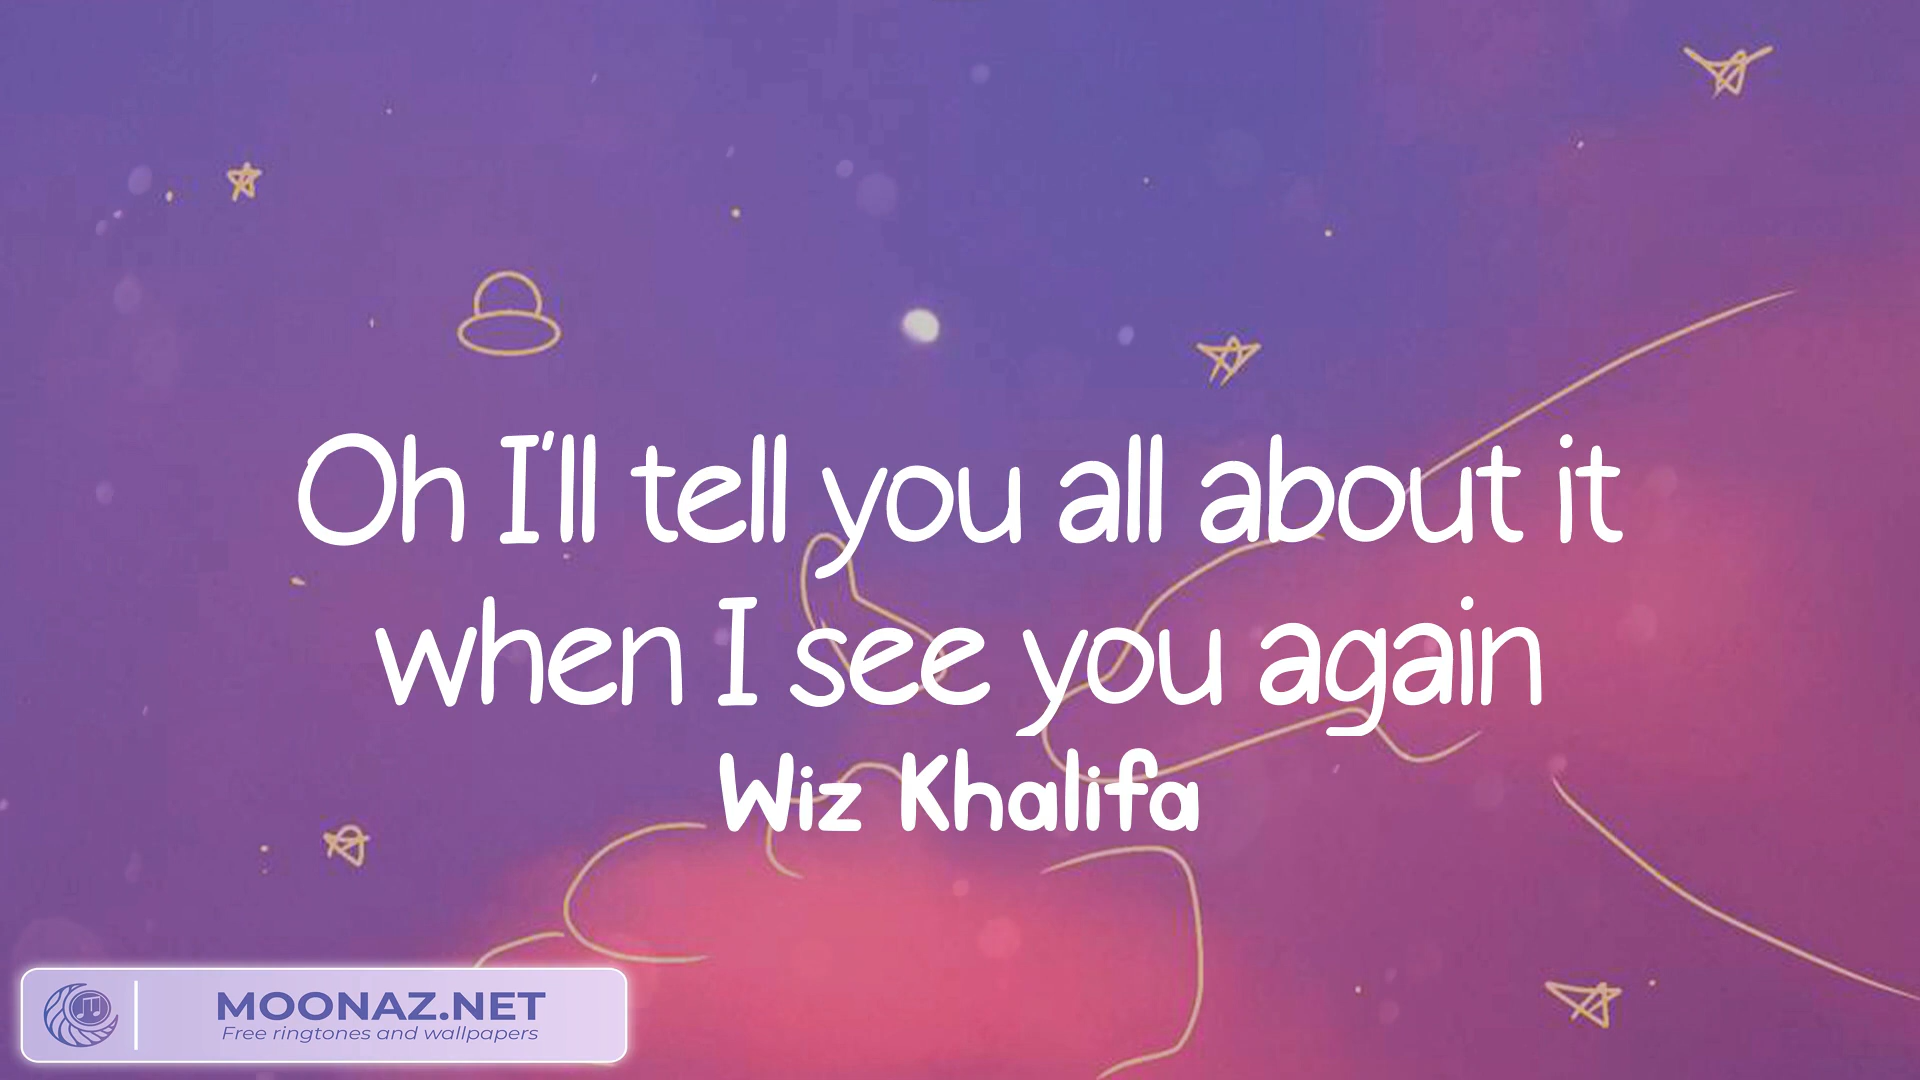 Oh I'll tell you all about it
when I see you again
Wiz Khalifa
MOONAZ.NET
Free ringtones and wallpapers